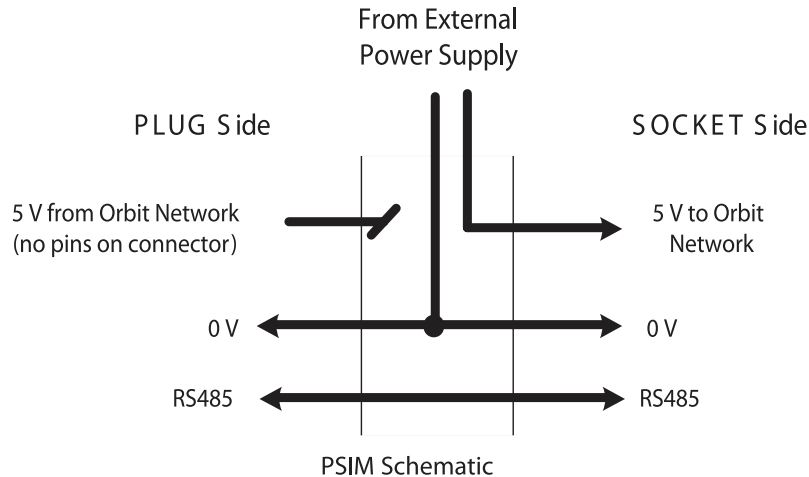 From External
Power Supply
PLUG Side
SOCKET Side
5 V from Orbit Network
(no pins on connector)
5 V to Orbit
Network
0 V
0 V
RS485
RS485
PSIM Schematic